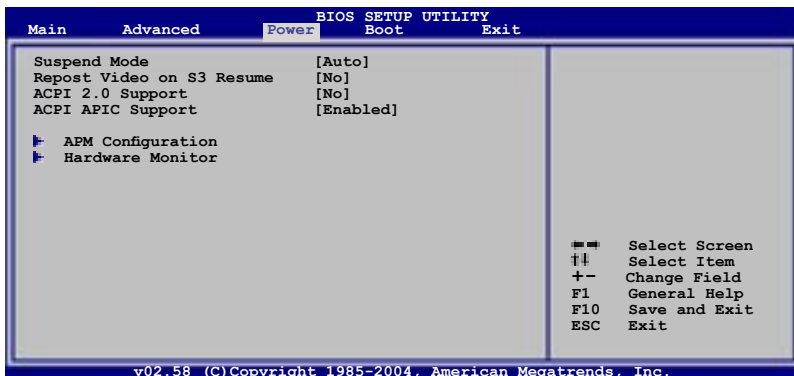 BIOS SETUP UTILITY
Main Advanced Power Boot Exit
Suspend Mode [Auto]
Repost Video on S3 Resume [No]
ACPI 2.0 Support [No]
ACPI APIC Support [Enabled]
APM Configuration
Hardware Monitor
Select Screen
↑↓ Select Item
+- Change Field
F1 General Help
F10 Save and Exit
ESC Exit
v02.58 (C)Copyright 1985-2004, American Megatrends, Inc.